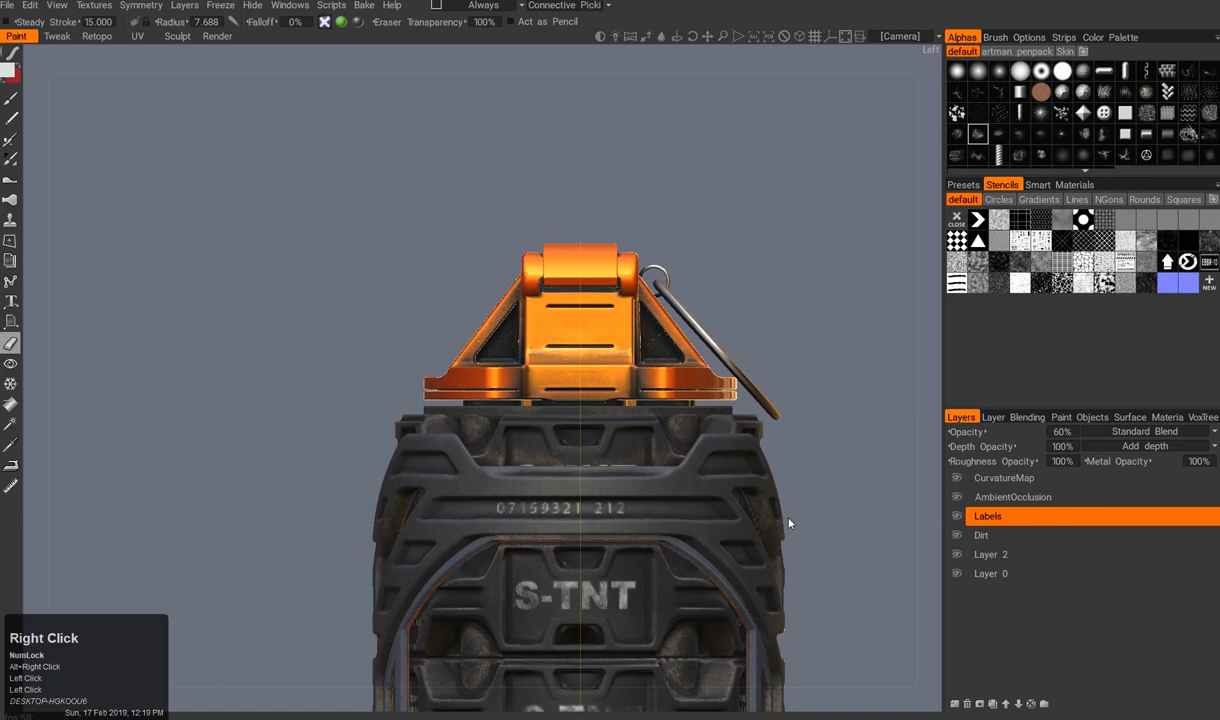 File Edit View Textures Symmetry Layers Freeze Hide Windows Scripts Bake Help Always Connective Picki
Steady Stroke 15.000 Radius 7.688 Falloff 0% Eraser Transparency 100% Act as Pencil
Paint Tweak Retopo UV Sculpt Render [Camera]
Left
Alphas Brush Options Strips Color Palette
default artman_penpack Skin
Presets Stencils Smart Materials
default Circles Gradients Lines NGons Rounds Squares
CLOSE
NEW
Layers Layer Blending Paint Objects Surface Materia VoxTree
Opacity 60% Standard Blend
Depth Opacity 100% Add depth
Roughness Opacity 100% Metal Opacity 100%
CurvatureMap
AmbientOcclusion
Labels
Dirt
Layer 2
Layer 0
07159321 212
S-TNT
Right Click
NumLock
Alt+Right Click
Left Click
Left Click
DESKTOP-HGKOQU6
Sun, 17 Feb 2019, 12:19 PM